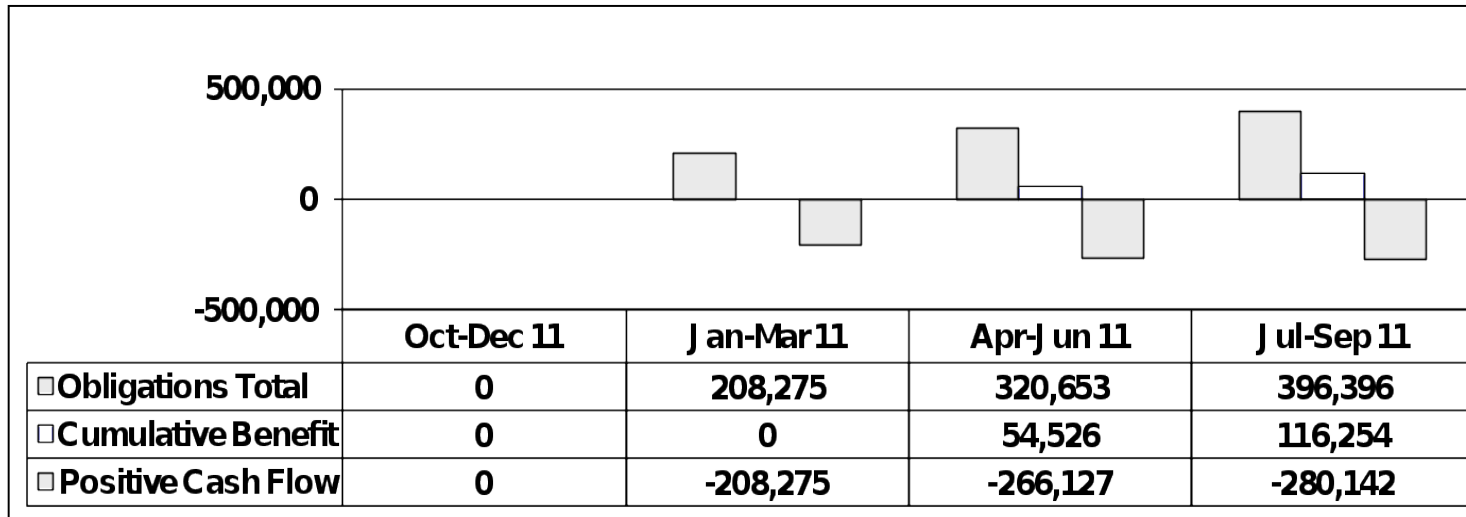 500,000
0
-500,000
Oct-Dec 11 Jan-Mar 11 Apr-Jun 11 Jul-Sep 11
Obligations Total 0 208,275 320,653 396,396
Cumulative Benefit 0 0 54,526 116,254
Positive Cash Flow 0 -208,275 -266,127 -280,142